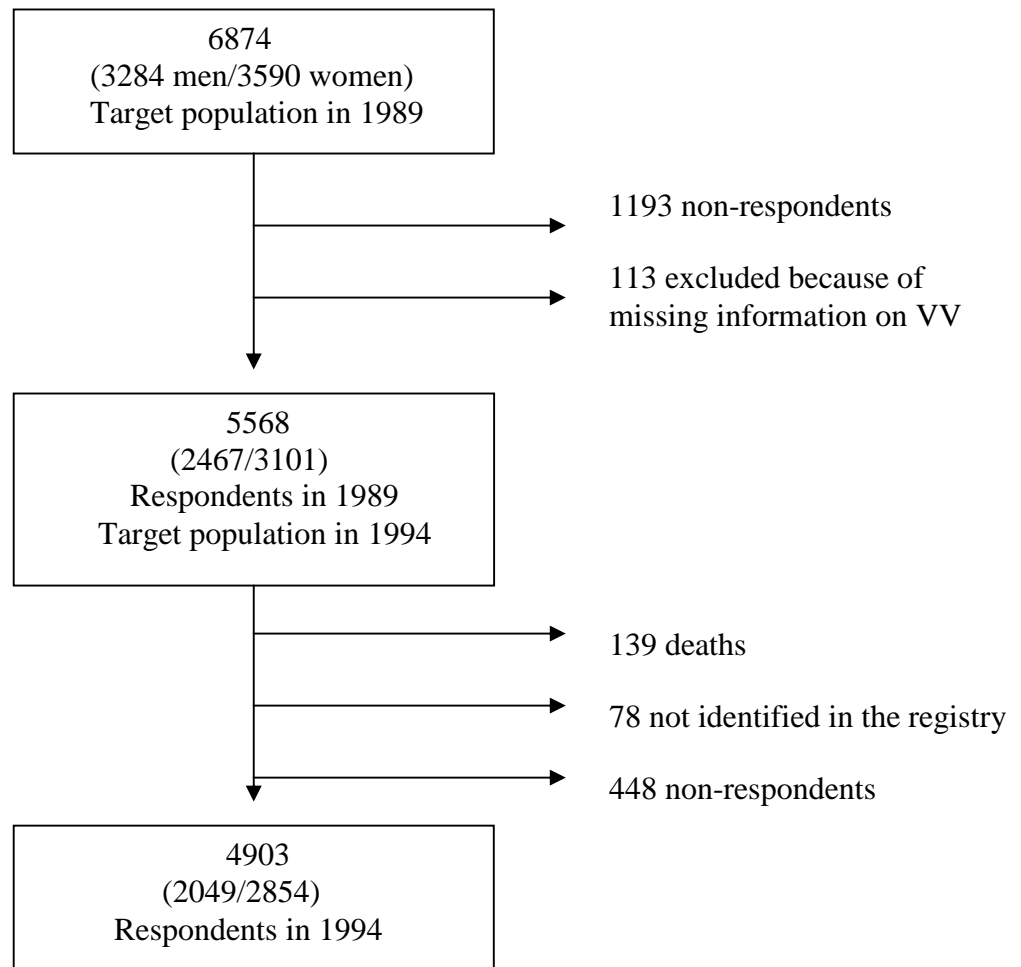 6874
(3284 men/3590 women)
Target population in 1989
1193 non-respondents
113 excluded because of
missing information on VV
5568
(2467/3101)
Respondents in 1989
Target population in 1994
139 deaths
78 not identified in the registry
448 non-respondents
4903
(2049/2854)
Respondents in 1994